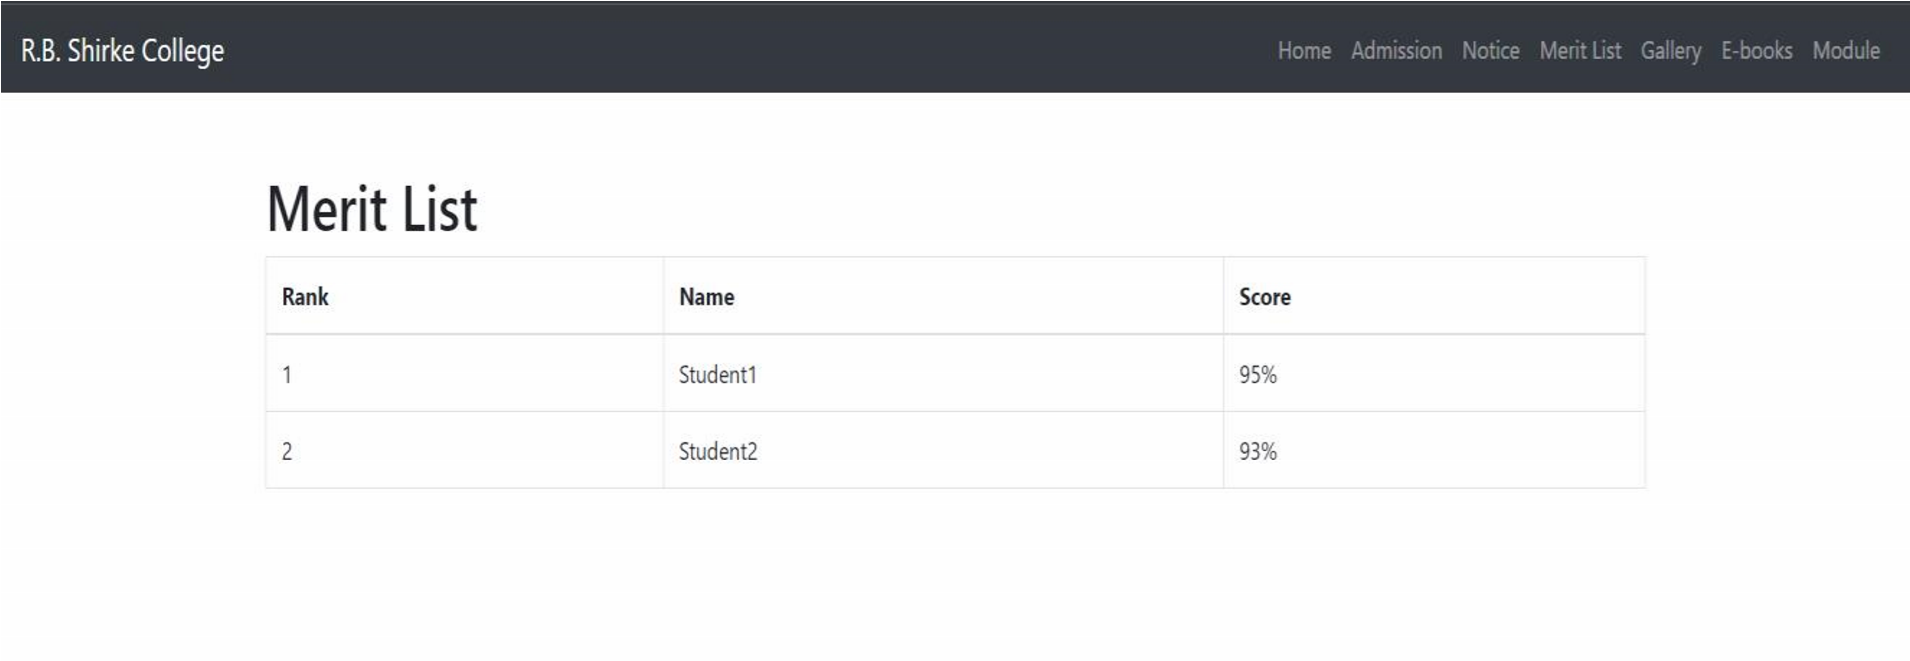 R.B. Shirke College Home Admission Notice Merit List Gallery E-books Module
Merit List
Rank Name Score
1 Student1 95%
2 Student2 93%